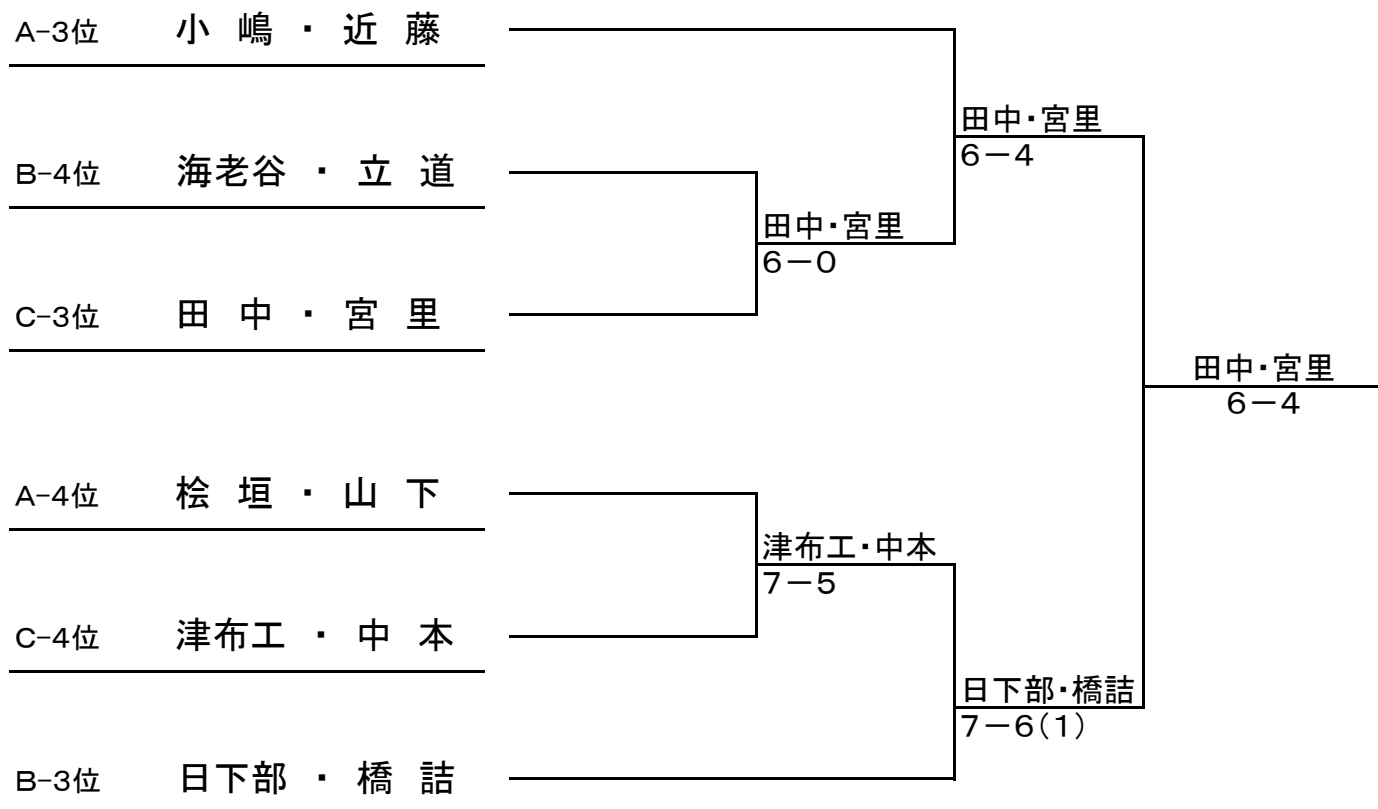 A-3位 小 嶋 ・ 近 藤
田中・宮里
6－4
B-4位 海老谷 ・ 立 道
田中・宮里
6－0
C-3位 田 中 ・ 宮 里
田中・宮里
6－4
A-4位 桧 垣 ・ 山 下
津布工・中本
7－5
C-4位 津布工 ・ 中 本
日下部・橋詰
7－6（1）
B-3位 日下部 ・ 橋 詰